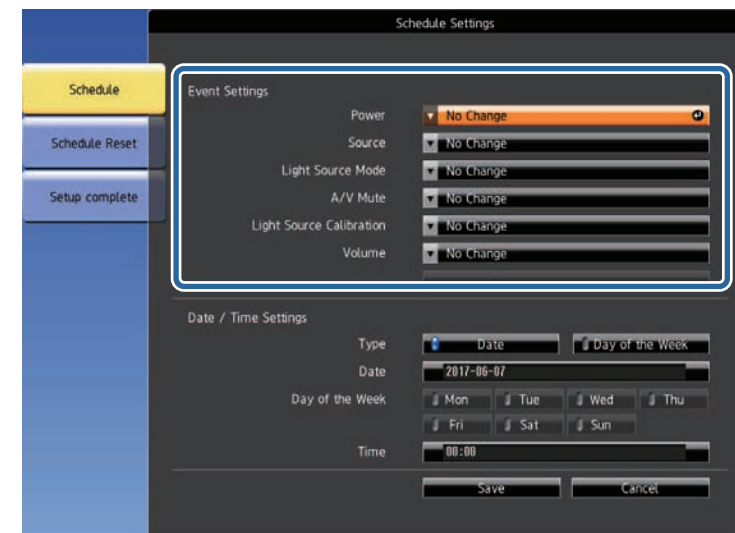 Schedule Settings
Schedule
Schedule Reset
Setup complete
Event Settings
Power No Change
Source No Change
Light Source Mode No Change
A/V Mute No Change
Light Source Calibration No Change
Volume No Change
Date / Time Settings
Type Date Day of the Week
Date 2017-06-07
Day of the Week Mon Tue Wed Thu
Fri Sat Sun
Time 00:00
Save Cancel